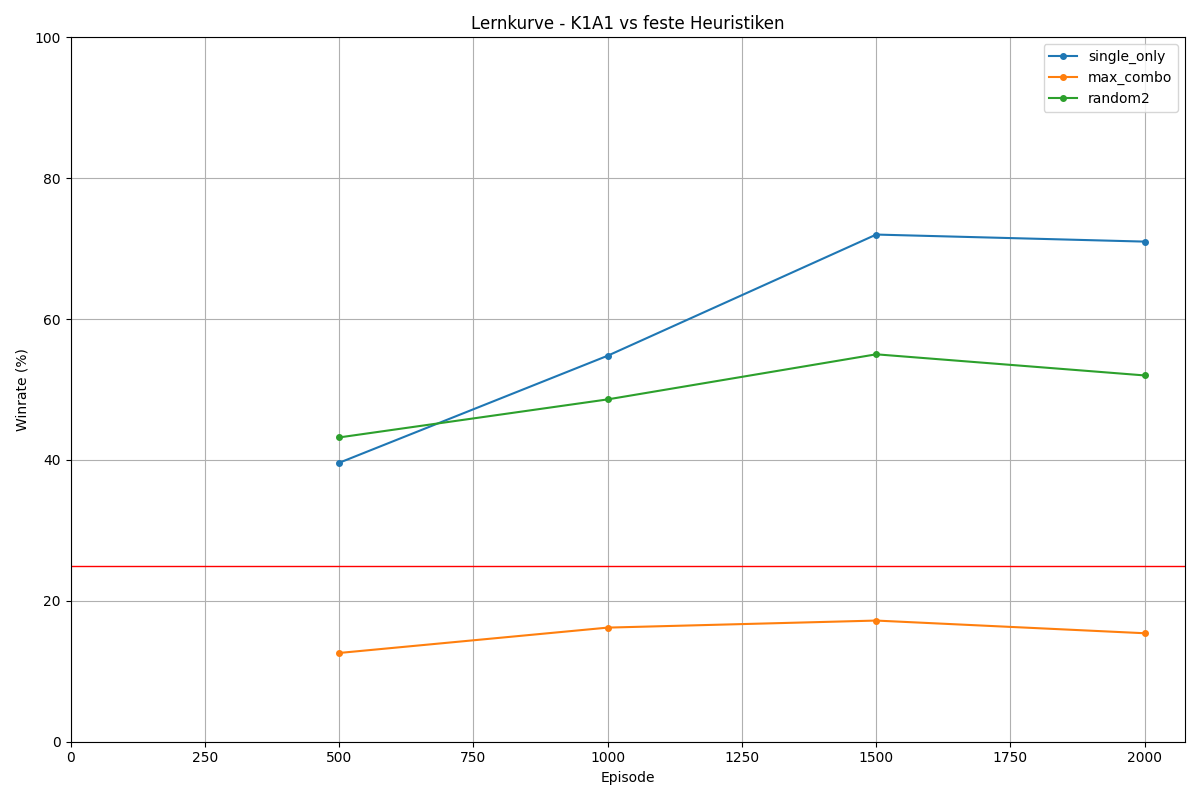 Lernkurve - K1A1 vs feste Heuristiken
100
80
60
40
20
0
Winrate (%)
single_only
max_combo
random2
0 250 500 750 1000 1250 1500 1750 2000
Episode